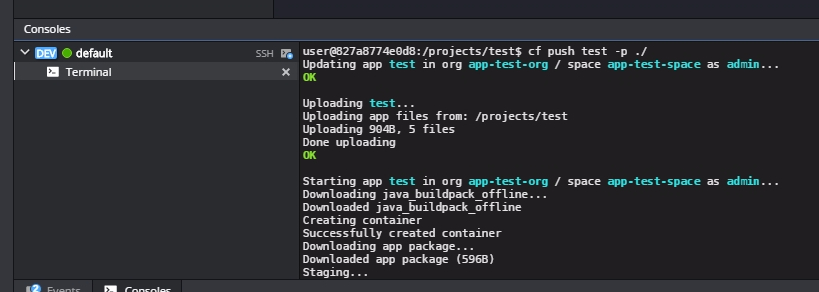 Consoles
DEV default SSH
Terminal
user@827a8774e0d8:/projects/test$ cf push test -p ./
Updating app test in org app-test-org / space app-test-space as admin...
OK
Uploading test...
Uploading app files from: /projects/test
Uploading 904B, 5 files
Done uploading
OK
Starting app test in org app-test-org / space app-test-space as admin...
Downloading java_buildpack_offline...
Downloaded java_buildpack_offline
Creating container
Successfully created container
Downloading app package...
Downloaded app package (596B)
Staging...
2 Events Consoles